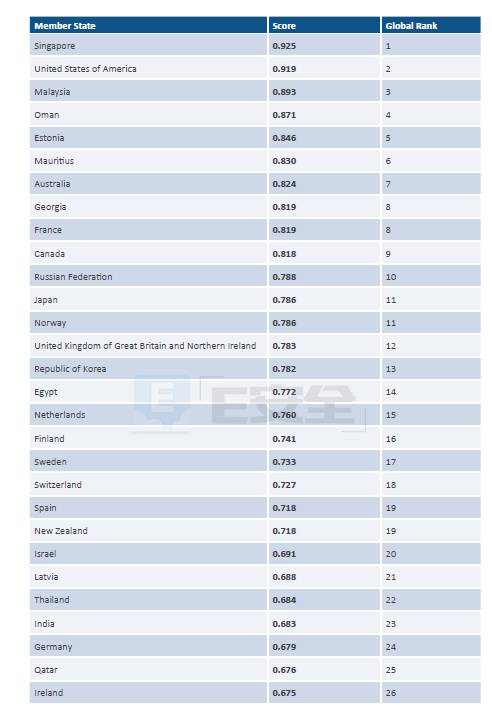 Member State Score Global Rank
Singapore 0.925 1
United States of America 0.919 2
Malaysia 0.893 3
Oman 0.871 4
Estonia 0.846 5
Mauritius 0.830 6
Australia 0.824 7
Georgia 0.819 8
France 0.819 8
Canada 0.818 9
Russian Federation 0.788 10
Japan 0.786 11
Norway 0.786 11
United Kingdom of Great Britain and Northern Ireland 0.783 12
Republic of Korea 0.782 13
Egypt 0.772 14
E E安全
Netherlands 0.760 15
Finland 0.741 16
Sweden 0.733 17
Switzerland 0.727 18
Spain 0.718 19
New Zealand 0.718 19
Israel 0.691 20
Latvia 0.688 21
Thailand 0.684 22
India 0.683 23
Germany 0.679 24
Qatar 0.676 25
Ireland 0.675 26